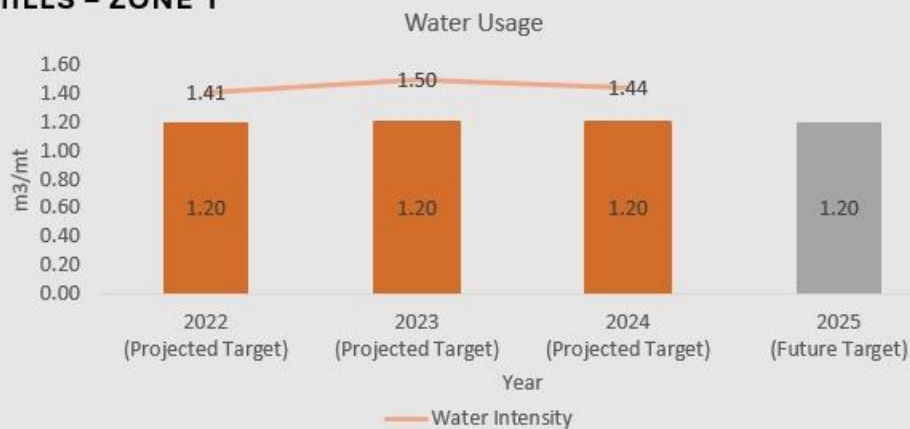 – ZONE 1
Water Usage
1.60
1.40
1.20
1.00
0.80
0.60
0.40
0.20
0.00
m3/mt
1.41
1.50
1.44
1.20
1.20
1.20
1.20
2022
(Projected Target)
2023
(Projected Target)
2024
(Projected Target)
2025
(Future Target)
Year
Water Intensity